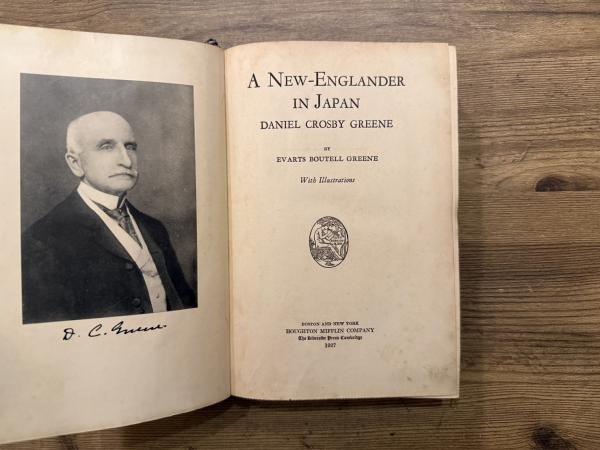 D. C. Greene.
A NEW-ENGLANDER
IN JAPAN
DANIEL CROSBY GREENE
BY
EVARTS BOUTELL GREENE
With Illustrations
BOSTON AND NEW YORK
HOUGHTON MIFFLIN COMPANY
The Riverside Press Cambridge
1927